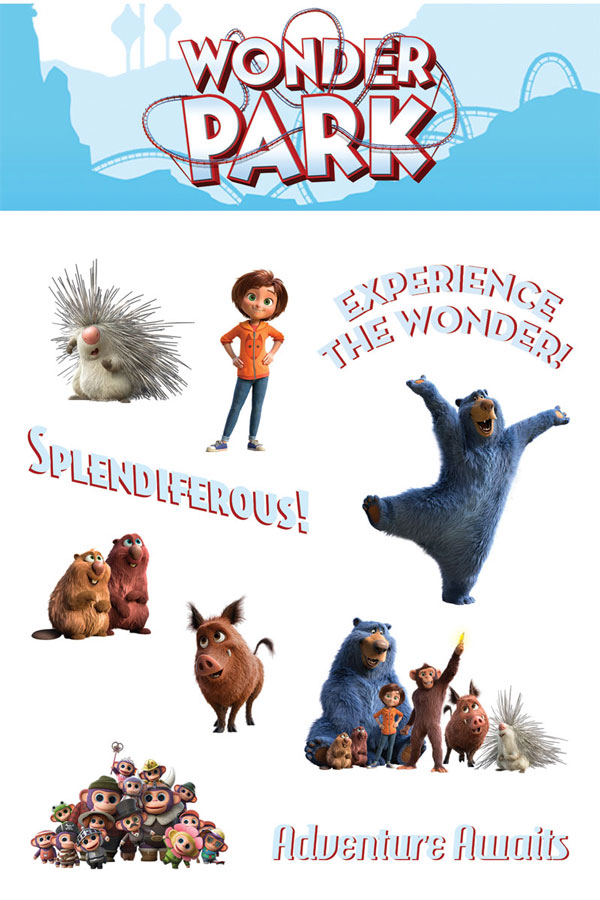 WONDER
PARK
EXPERIENCE
THE WONDER!
SPLENDIFEROUS!
Adventure Awaits